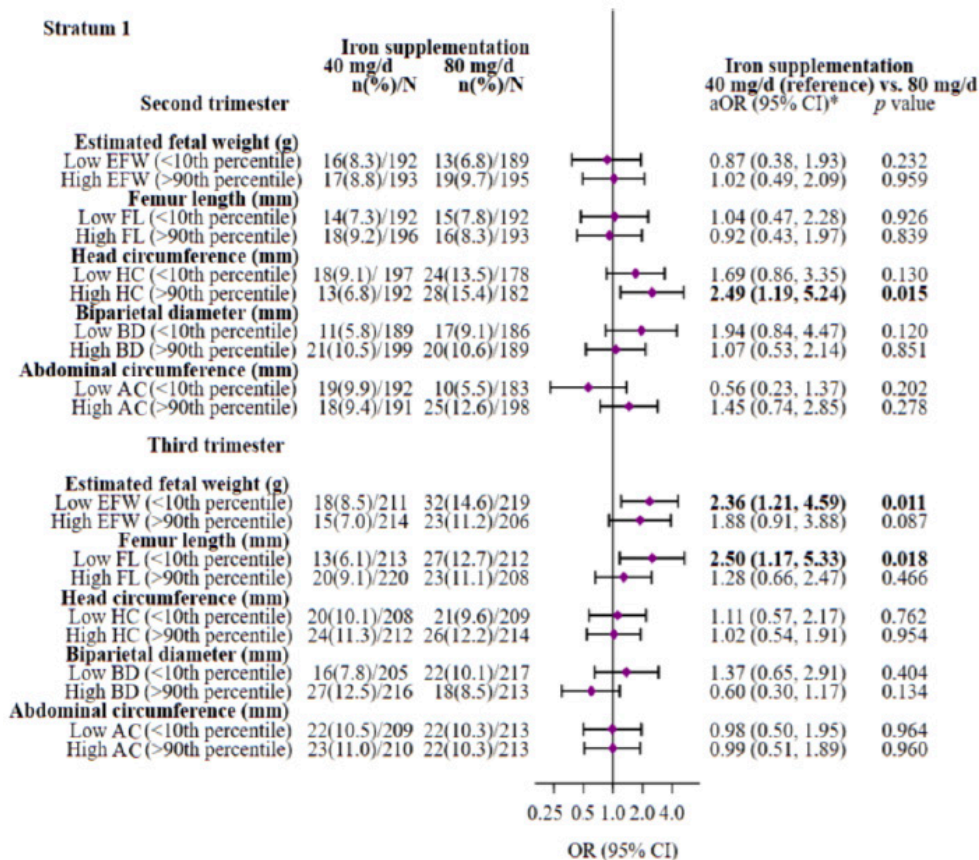 Stratum 1
Iron supplementation
40 mg/d 80 mg/d
n(%)/N n(%)/N
Iron supplementation
40 mg/d (reference) vs. 80 mg/d
Second trimester aOR (95% CI)* p value
Estimated fetal weight (g)
Low EFW (<10th percentile) 16(8.3)/192 13(6.8)/189 0.87 (0.38, 1.93) 0.232
High EFW (>90th percentile) 17(8.8)/193 19(9.7)/195 1.02 (0.49, 2.09) 0.959
Femur length (mm)
Low FL (<10th percentile) 14(7.3)/192 15(7.8)/192 1.04 (0.47, 2.28) 0.926
High FL (>90th percentile) 18(9.2)/196 16(8.3)/193 0.92 (0.43, 1.97) 0.839
Head circumference (mm)
Low HC (<10th percentile) 18(9.1)/ 197 24(13.5)/178 1.69 (0.86, 3.35) 0.130
High HC (>90th percentile) 13(6.8)/192 28(15.4)/182 2.49 (1.19, 5.24) 0.015
Biparietal diameter (mm)
Low BD (<10th percentile) 11(5.8)/189 17(9.1)/186 1.94 (0.84, 4.47) 0.120
High BD (>90th percentile) 21(10.5)/199 20(10.6)/189 1.07 (0.53, 2.14) 0.851
Abdominal circumference (mm)
Low AC (<10th percentile) 19(9.9)/192 10(5.5)/183 0.56 (0.23, 1.37) 0.202
High AC (>90th percentile) 18(9.4)/191 25(12.6)/198 1.45 (0.74, 2.85) 0.278
Third trimester
Estimated fetal weight (g)
Low EFW (<10th percentile) 18(8.5)/211 32(14.6)/219 2.36 (1.21, 4.59) 0.011
High EFW (>90th percentile) 15(7.0)/214 23(11.2)/206 1.88 (0.91, 3.88) 0.087
Femur length (mm)
Low FL (<10th percentile) 13(6.1)/213 27(12.7)/212 2.50 (1.17, 5.33) 0.018
High FL (>90th percentile) 20(9.1)/220 23(11.1)/208 1.28 (0.66, 2.47) 0.466
Head circumference (mm)
Low HC (<10th percentile) 20(10.1)/208 21(9.6)/209 1.11 (0.57, 2.17) 0.762
High HC (>90th percentile) 24(11.3)/212 26(12.2)/214 1.02 (0.54, 1.91) 0.954
Biparietal diameter (mm)
Low BD (<10th percentile) 16(7.8)/205 22(10.1)/217 1.37 (0.65, 2.91) 0.404
High BD (>90th percentile) 27(12.5)/216 18(8.5)/213 0.60 (0.30, 1.17) 0.134
Abdominal circumference (mm)
Low AC (<10th percentile) 22(10.5)/209 22(10.3)/213 0.98 (0.50, 1.95) 0.964
High AC (>90th percentile) 23(11.0)/210 22(10.3)/213 0.99 (0.51, 1.89) 0.960
0.25 0.5 1.0 2.0 4.0
OR (95% CI)